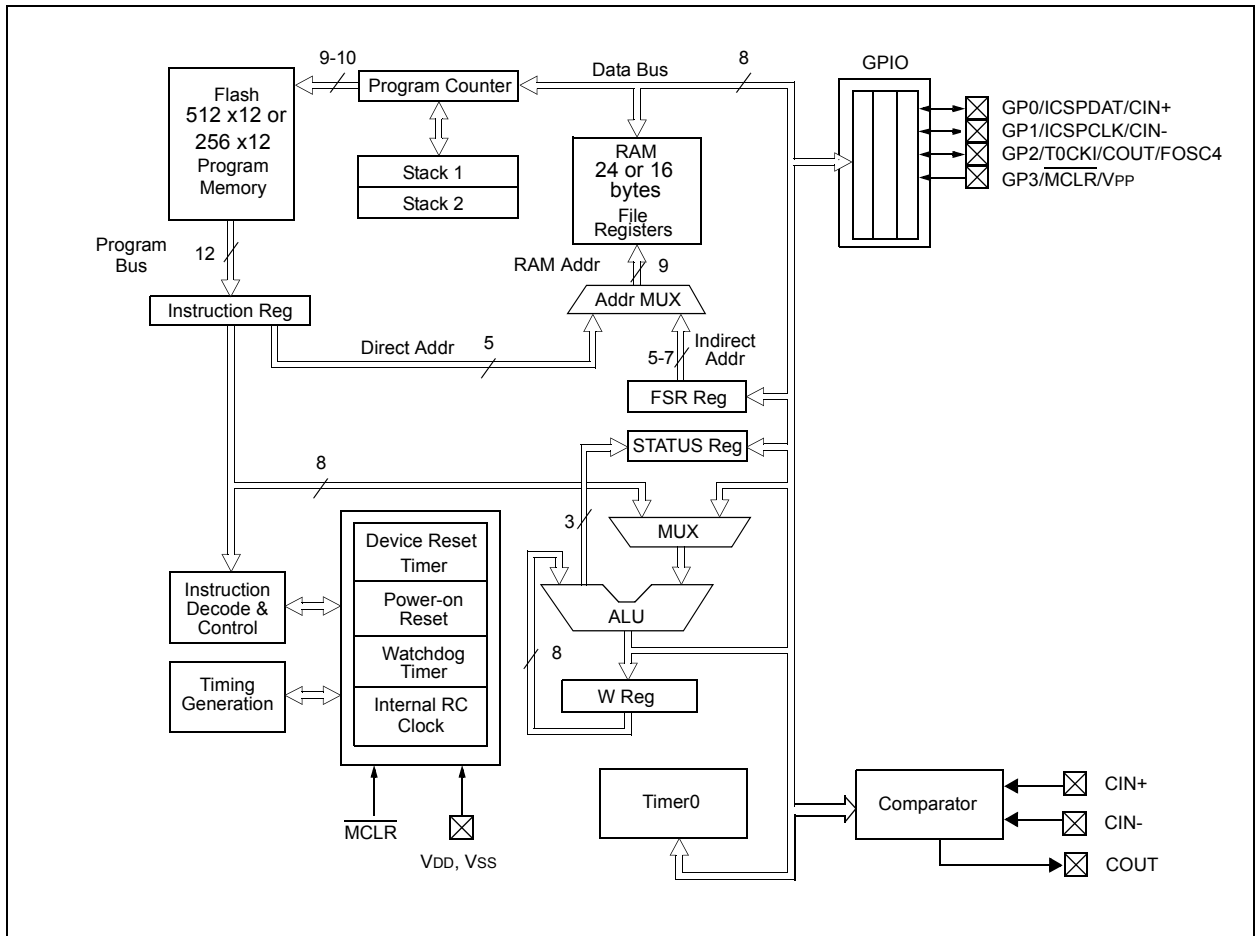 9-10
Data Bus
8
GPIO
Flash
512 x12 or
256 x12
Program
Memory
Program Counter
GP0/ICSPDAT/CIN+
GP1/ICSPCLK/CIN-
GP2/T0CKI/COUT/FOSC4
GP3/MCLR/VPP
Stack 1
Stack 2
RAM
24 or 16
bytes
File
Registers
Program
Bus
12
RAM Addr
9
Instruction Reg
Addr MUX
Direct Addr
5
5-7
Indirect
Addr
FSR Reg
STATUS Reg
8
3
MUX
Device Reset
Timer
Power-on
Reset
Watchdog
Timer
Internal RC
Clock
Instruction
Decode &
Control
Timing
Generation
ALU
8
W Reg
MCLR
VDD, VSS
Timer0
Comparator
CIN+
CIN-
COUT